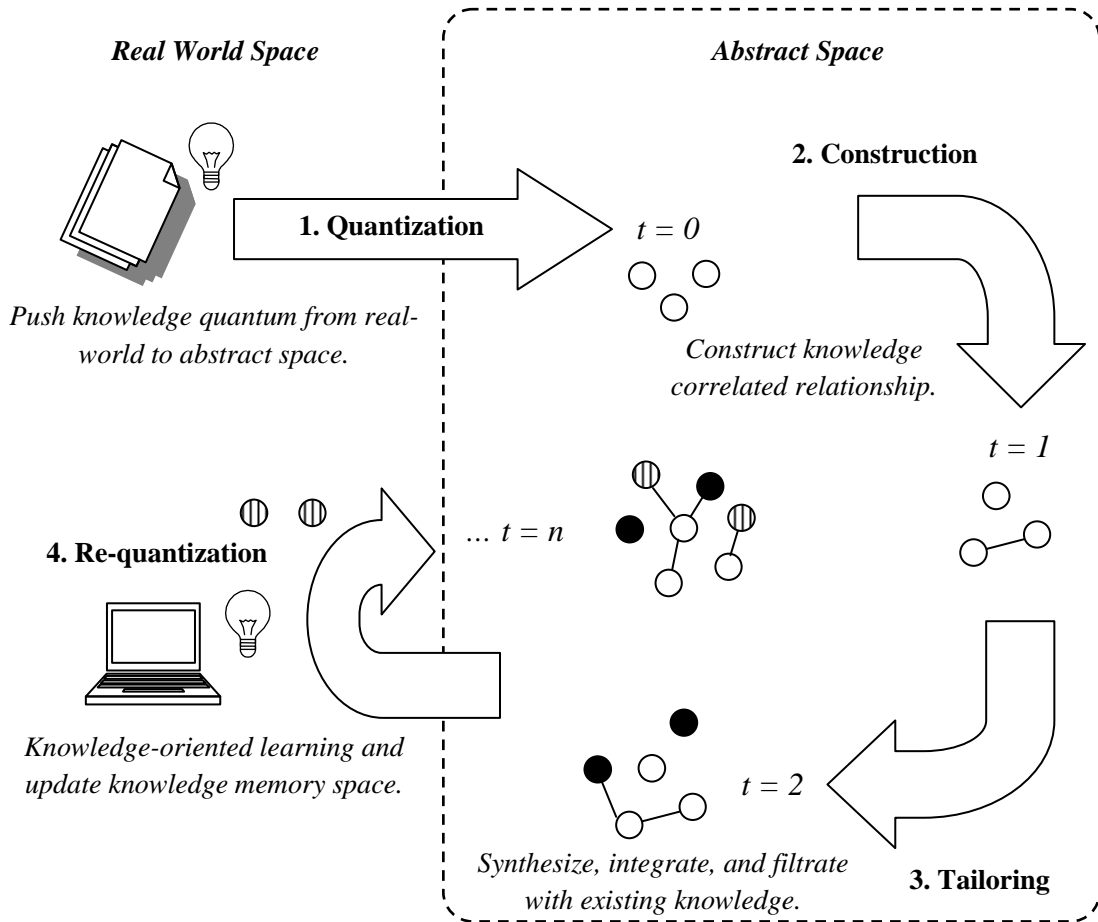 Real World Space
Abstract Space
2. Construction
1. Quantization
t = 0
Push knowledge quantum from real-
world to abstract space.
Construct knowledge
correlated relationship.
t = 1
... t = n
4. Re-quantization
Knowledge-oriented learning and
update knowledge memory space.
t = 2
Synthesize, integrate, and filtrate
with existing knowledge.
3. Tailoring